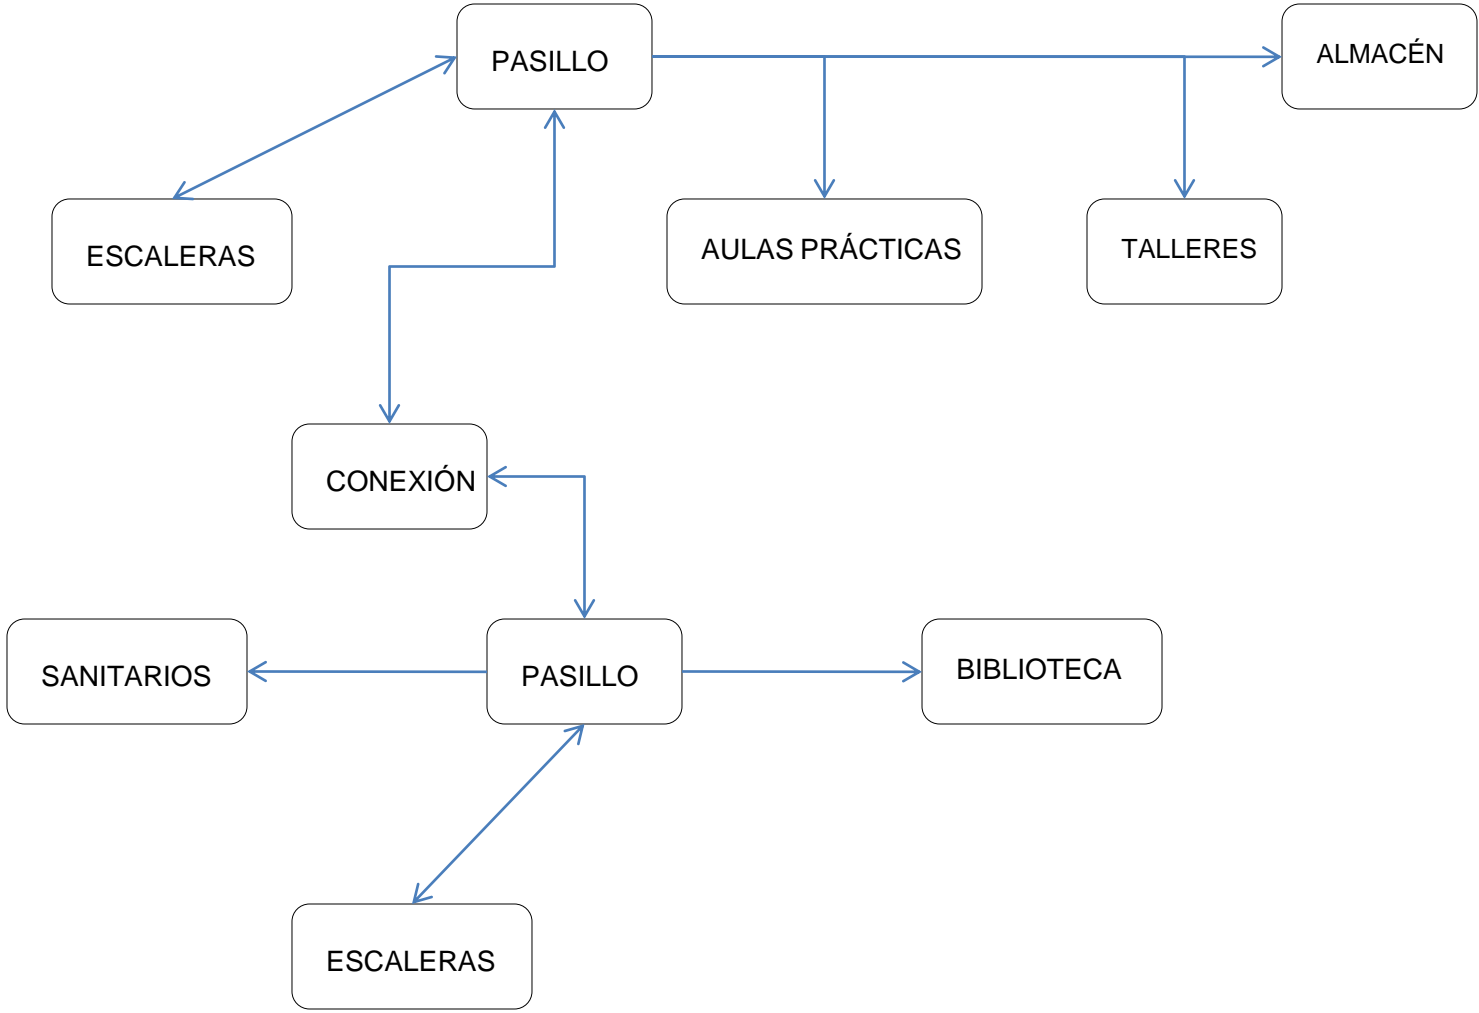 PASILLO
ALMACÉN
ESCALERAS
AULAS PRÁCTICAS
TALLERES
CONEXIÓN
SANITARIOS
PASILLO
BIBLIOTECA
ESCALERAS